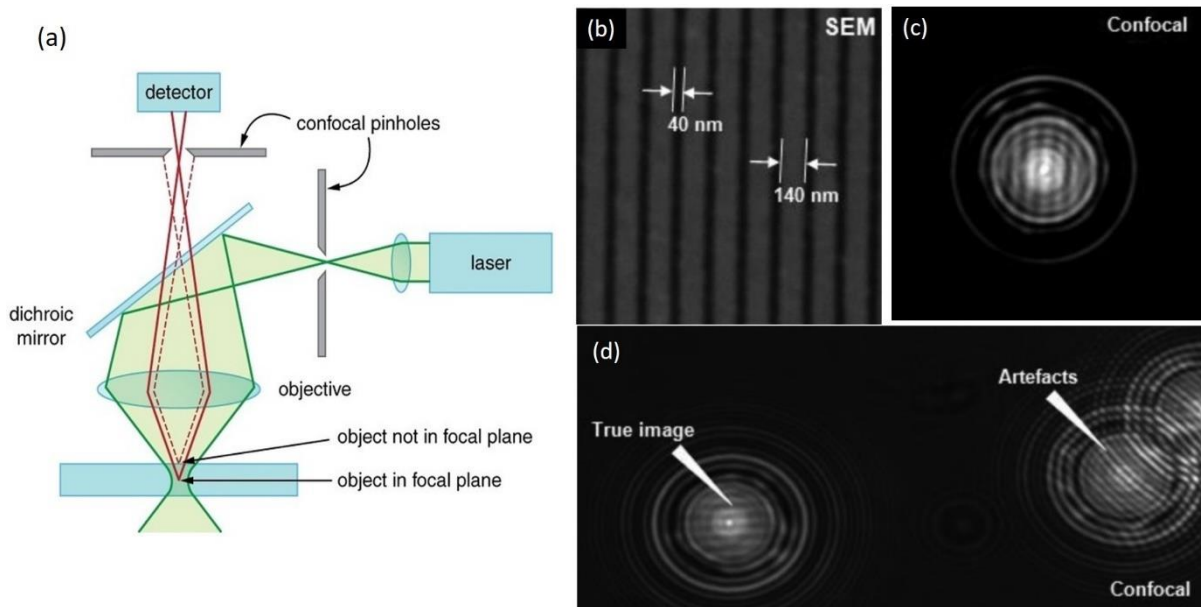 (a)
detector
confocal pinholes
laser
dichroic
mirror
objective
object not in focal plane
object in focal plane
(b)
SEM
40 nm
140 nm
(c)
Confocal
(d)
True image
Artefacts
Confocal